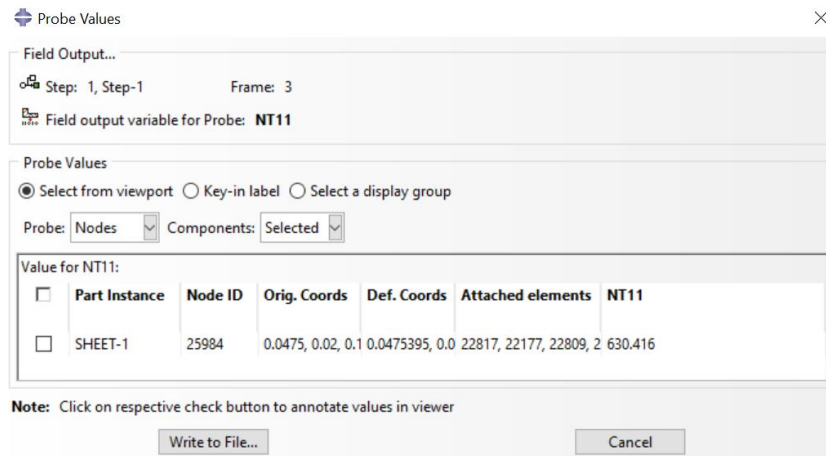 Probe Values
Field Output...
Step: 1, Step-1 Frame: 3
Field output variable for Probe: NT11
Probe Values
Select from viewport Key-in label Select a display group
Probe: Nodes Components: Selected
Value for NT11:
Part Instance Node ID Orig. Coords Def. Coords Attached elements NT11
SHEET-1 25984 0.0475, 0.02, 0.1 0.0475395, 0.0 22817, 22177, 22809, 2 630.416
Note: Click on respective check button to annotate values in viewer
Write to File... Cancel